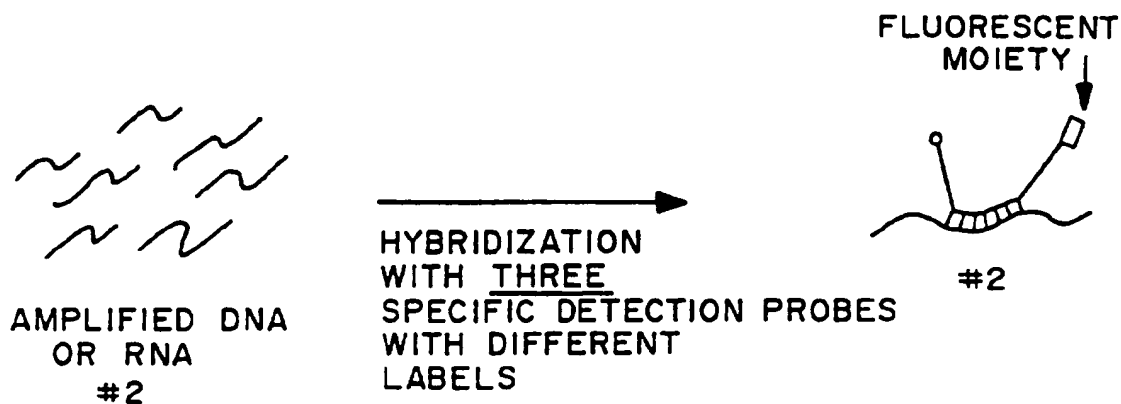 FLUORESCENT
MOIETY
HYBRIDIZATION
WITH THREE
SPECIFIC DETECTION PROBES
WITH DIFFERENT
LABELS
AMPLIFIED DNA
OR RNA
#2
#2